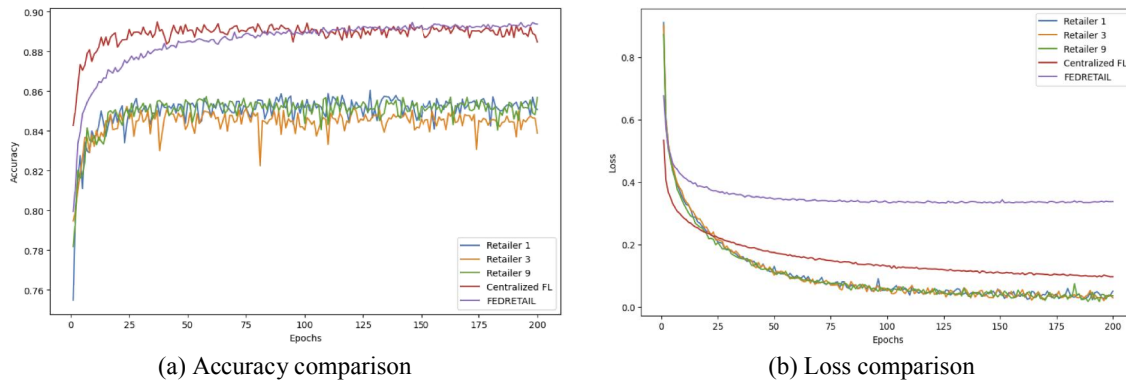 0.90
0.88
0.86
0.84
0.82
0.80
0.78
0.76
Accuracy
0
25
50
75
100
125
150
175
200
Epochs
Retailer 1
Retailer 3
Retailer 9
Centralized FL
FEDRETAIL
(a) Accuracy comparison
0.8
0.6
0.4
0.2
0.0
Loss
0
25
50
75
100
125
150
175
200
Epochs
Retailer 1
Retailer 3
Retailer 9
Centralized FL
FEDRETAIL
(b) Loss comparison